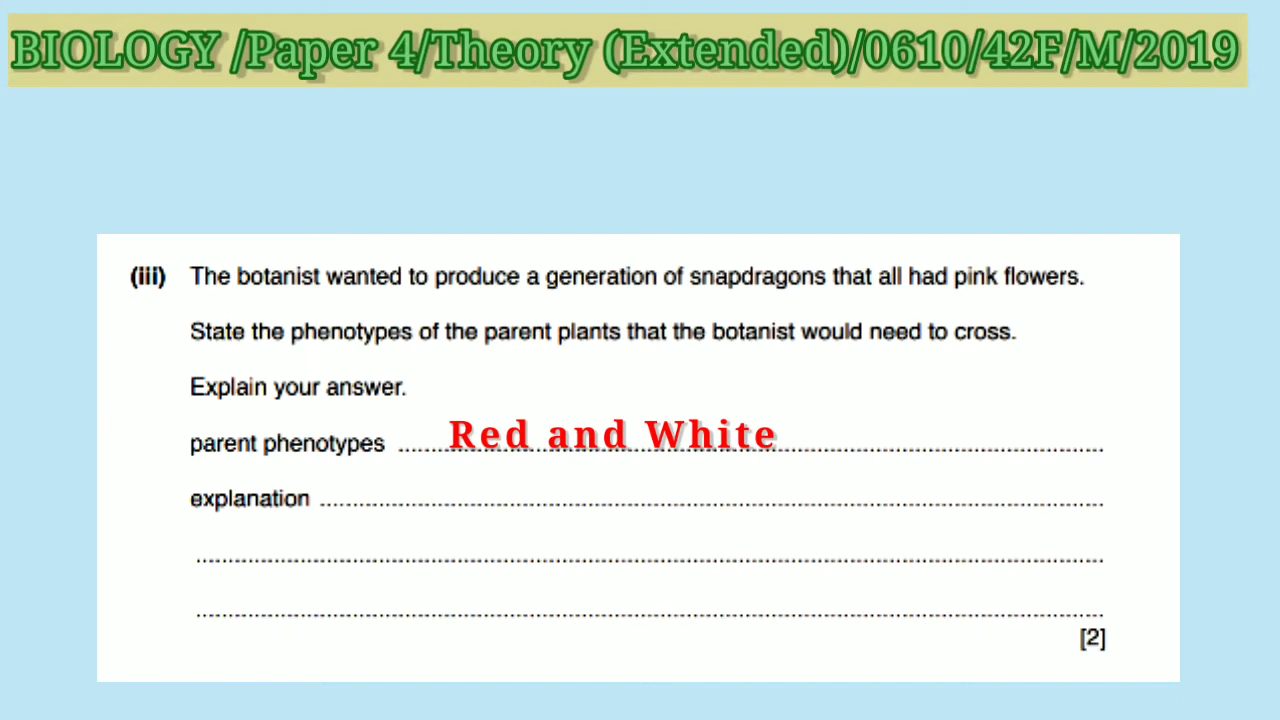 BIOLOGY /Paper 4/Theory (Extended)/0610/42F/M/2019
(iii) The botanist wanted to produce a generation of snapdragons that all had pink flowers.
State the phenotypes of the parent plants that the botanist would need to cross.
Explain your answer.
parent phenotypes Red and White
explanation
[2]